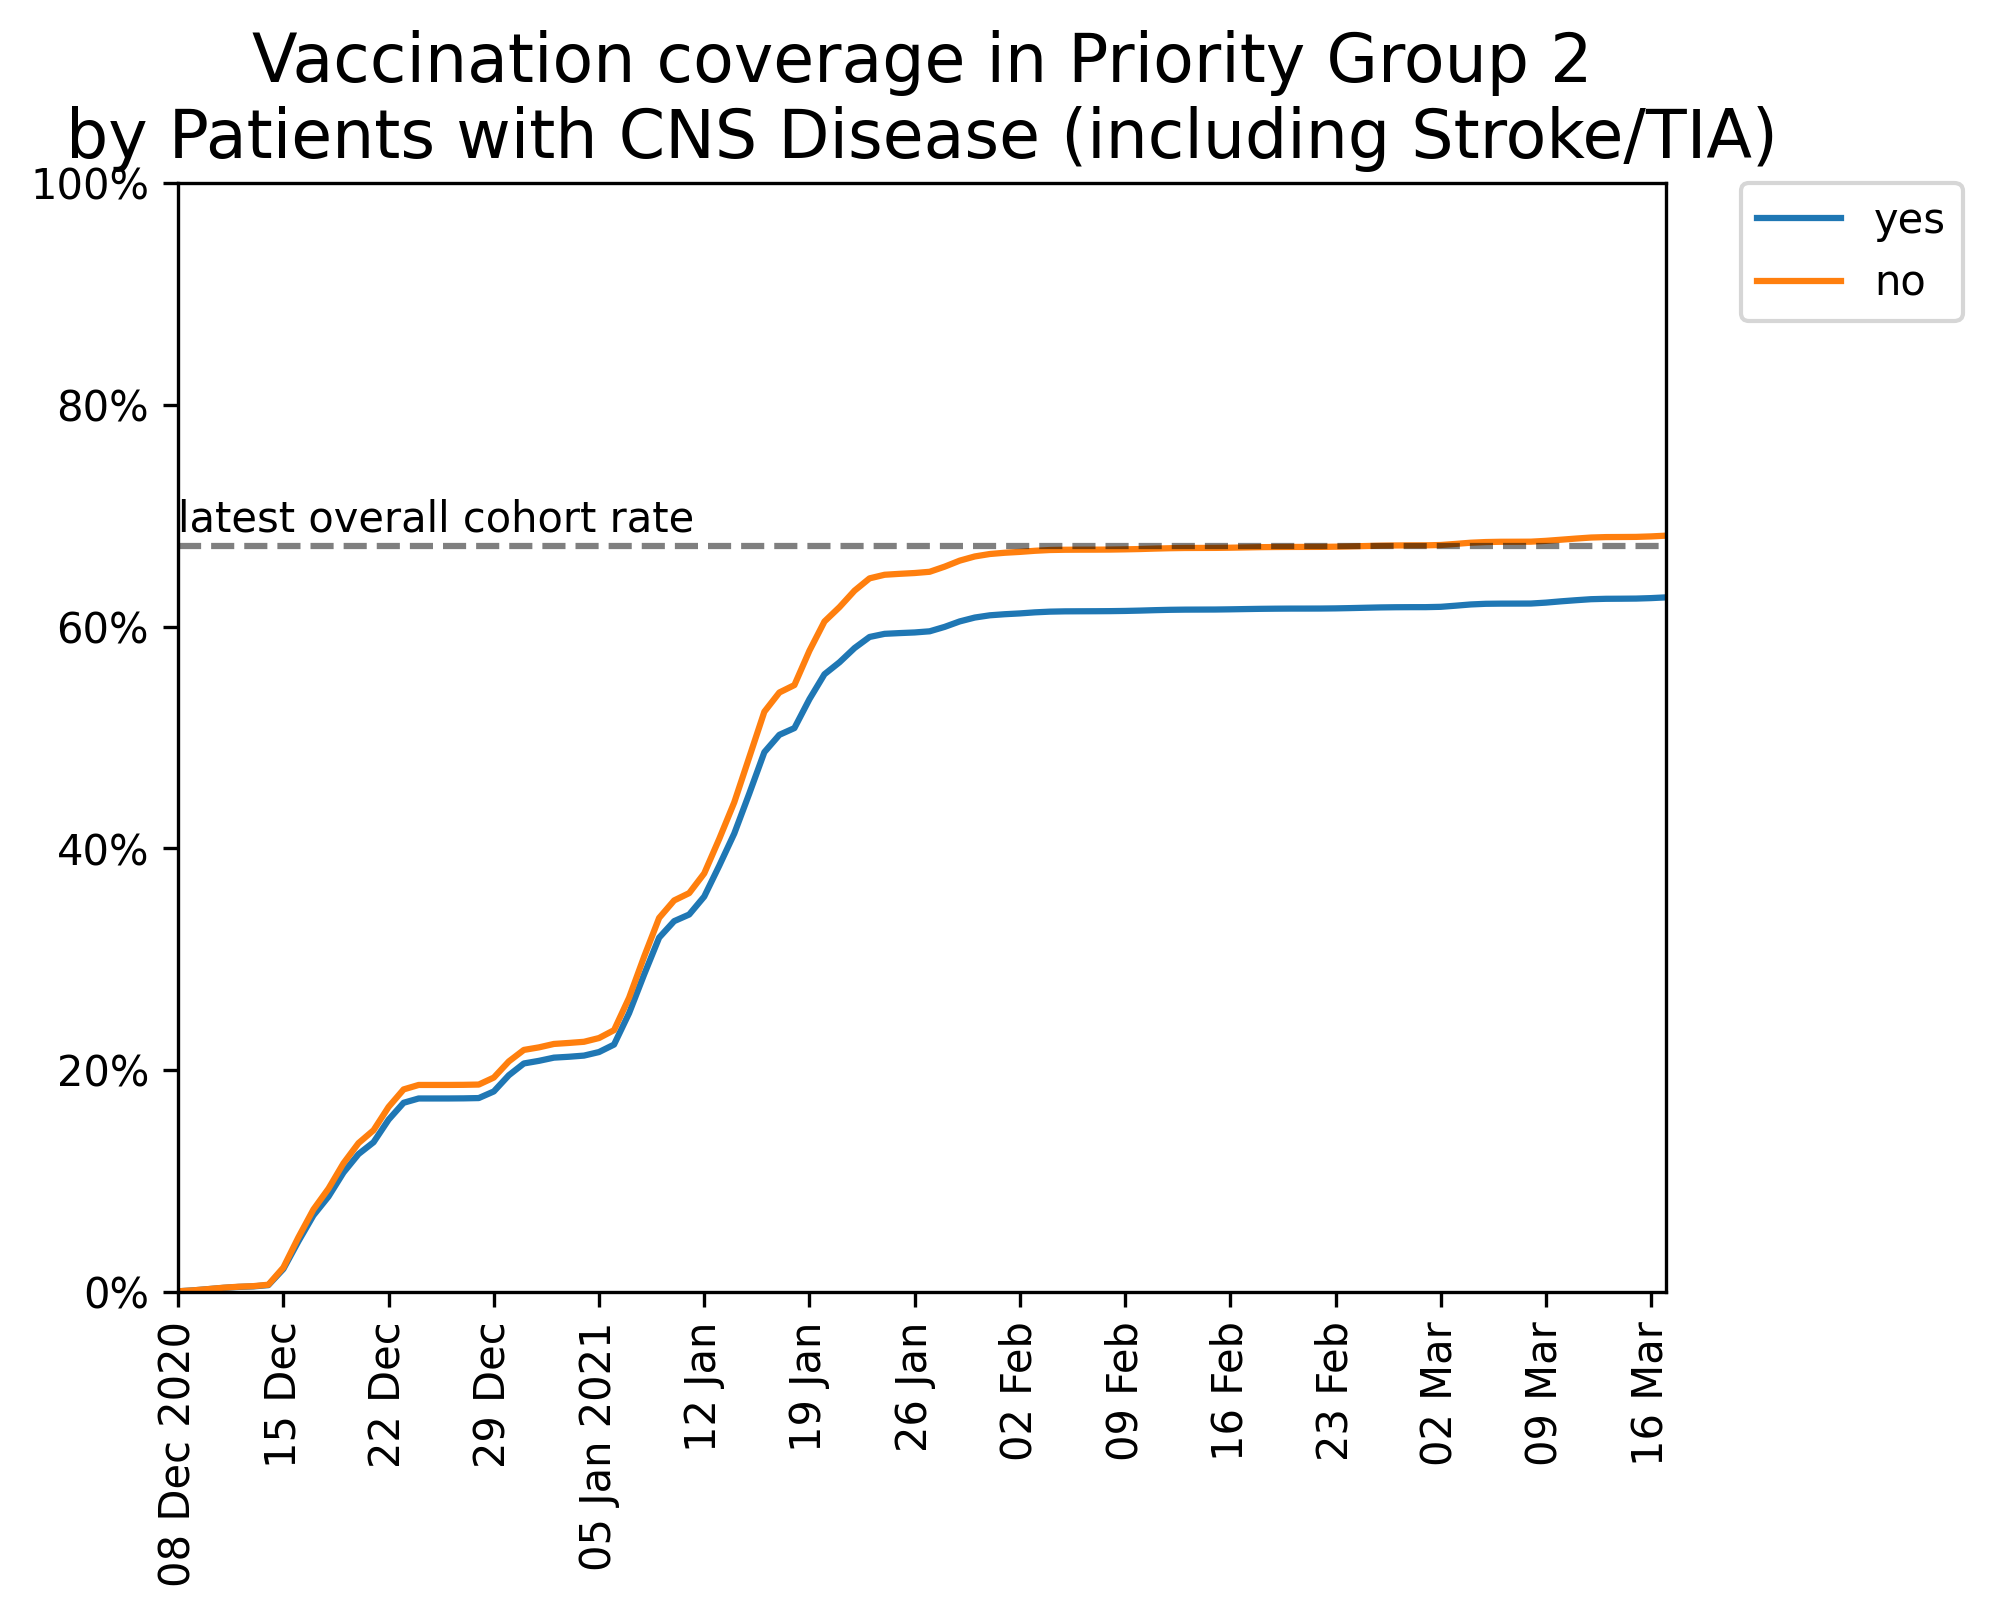 Vaccination coverage in Priority Group 2
by Patients with CNS Disease (including Stroke/TIA)
100%
80%
60%
40%
20%
0%
latest overall cohort rate
yes
no
08 Dec 2020
15 Dec
22 Dec
29 Dec
05 Jan 2021
12 Jan
19 Jan
26 Jan
02 Feb
09 Feb
16 Feb
23 Feb
02 Mar
09 Mar
16 Mar